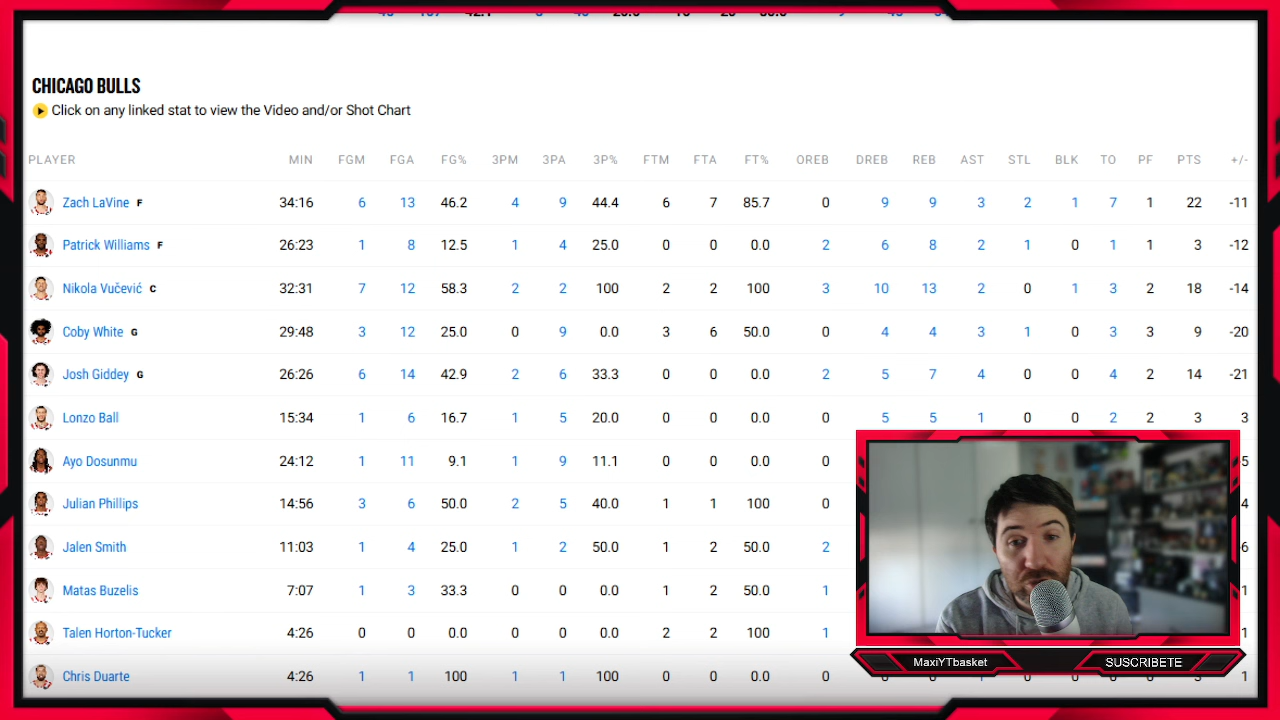 CHICAGO BULLS
Click on any linked stat to view the Video and/or Shot Chart
PLAYER MIN FGM FGA FG% 3PM 3PA 3P% FTM FTA FT% OREB DREB REB AST STL BLK TO PF PTS +/-
Zach LaVine F 34:16 6 13 46.2 4 9 44.4 6 7 85.7 0 9 9 3 2 1 7 1 22 -11
Patrick Williams F 26:23 1 8 12.5 1 4 25.0 0 0 0.0 2 6 8 2 1 0 1 1 3 -12
Nikola Vučević C 32:31 7 12 58.3 2 2 100 2 2 100 3 10 13 2 0 1 3 2 18 -14
Coby White G 29:48 3 12 25.0 0 9 0.0 3 6 50.0 0 4 4 3 1 0 3 3 9 -20
Josh Giddey G 26:26 6 14 42.9 2 6 33.3 0 0 0.0 2 5 7 4 0 0 4 2 14 -21
Lonzo Ball 15:34 1 6 16.7 1 5 20.0 0 0 0.0 0 5 5 1 0 0 2 2 3 3
Ayo Dosunmu 24:12 1 11 9.1 1 9 11.1 0 0 0.0 0 5
Julian Phillips 14:56 3 6 50.0 2 5 40.0 1 1 100 0 4
Jalen Smith 11:03 1 4 25.0 1 2 50.0 1 2 50.0 2 6
Matas Buzelis 7:07 1 3 33.3 0 0 0.0 1 2 50.0 1 1
Talen Horton-Tucker 4:26 0 0 0.0 0 0 0.0 2 2 100 1 1
Chris Duarte 4:26 1 1 100 1 1 100 0 0 0.0 0 1
MaxiYTbasket
SUSCRIBETE